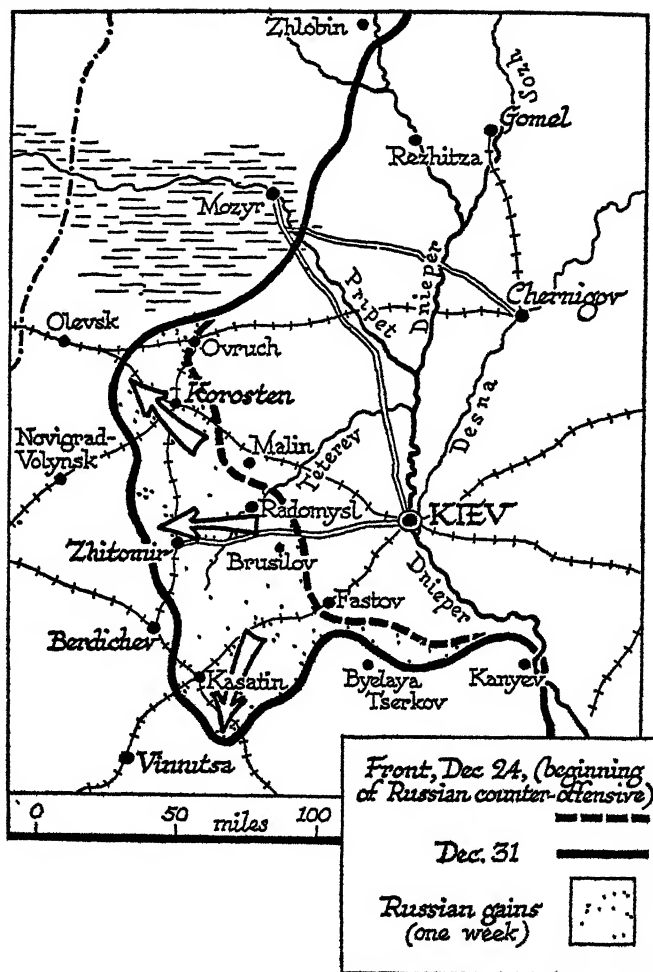 Zhlobin
Sozh
Gomel
Rezhitza
Mozyr
Pripet
Dnieper
Chernigov
Olevsk
Ovruch
Desna
Korosten
Novigrad-
Volynsk
Malin
Teterev
Radomysl
KIEV
Zhitomir
Brusilov
Dnieper
Fastov
Berdichev
Kasatin
Byelaya
Tserkov
Kanyev
Vinnutsa
0 50 100
miles
Front, Dec 24, (beginning
of Russian counter-offensive)
Dec. 31
Russian gains
(one week)